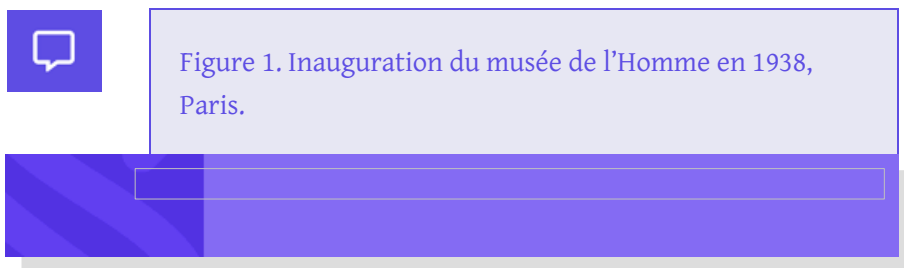 Figure 1. Inauguration du musée de l’Homme en 1938,
Paris.